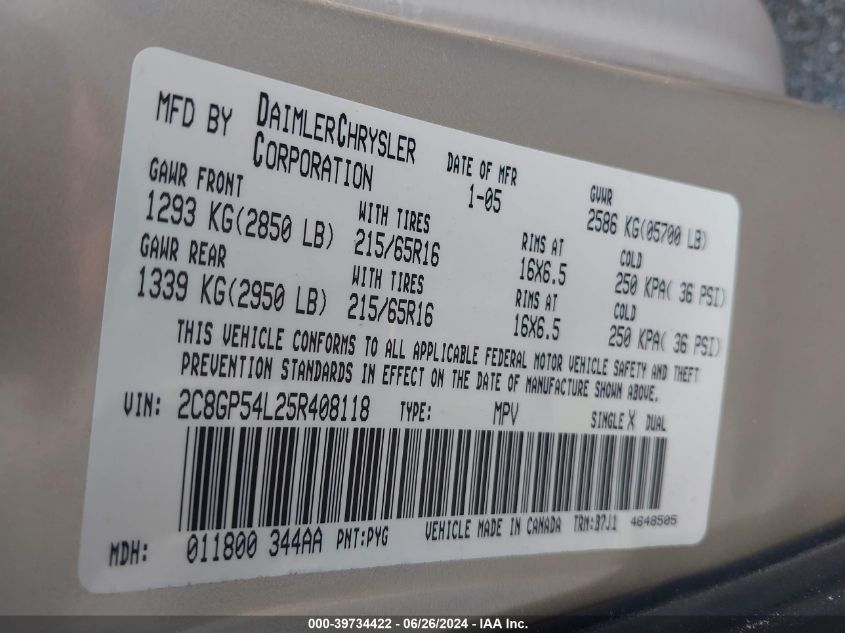 MFD BY DAIMLERCHRYSLER CORPORATION
DATE OF MFR
1-05
GVWR
2586 KG(05700 LB)
GAWR FRONT
1293 KG(2850 LB)
WITH TIRES
215/65R16
RIMS AT
16X6.5
COLD
250 KPA( 36 PSI)
GAWR REAR
1339 KG(2950 LB)
WITH TIRES
215/65R16
RIMS AT
16X6.5
COLD
250 KPA( 36 PSI)
THIS VEHICLE CONFORMS TO ALL APPLICABLE FEDERAL MOTOR VEHICLE SAFETY AND THEFT
PREVENTION STANDARDS IN EFFECT ON THE DATE OF MANUFACTURE SHOWN ABOVE.
VIN: 2C8GP54L25R408118 TYPE: MPV SINGLE X DUAL
MDH: 011800 344AA PNT:PYG VEHICLE MADE IN CANADA TRM:B7J1 4648505
000-39734422 - 06/26/2024 - IAA Inc.